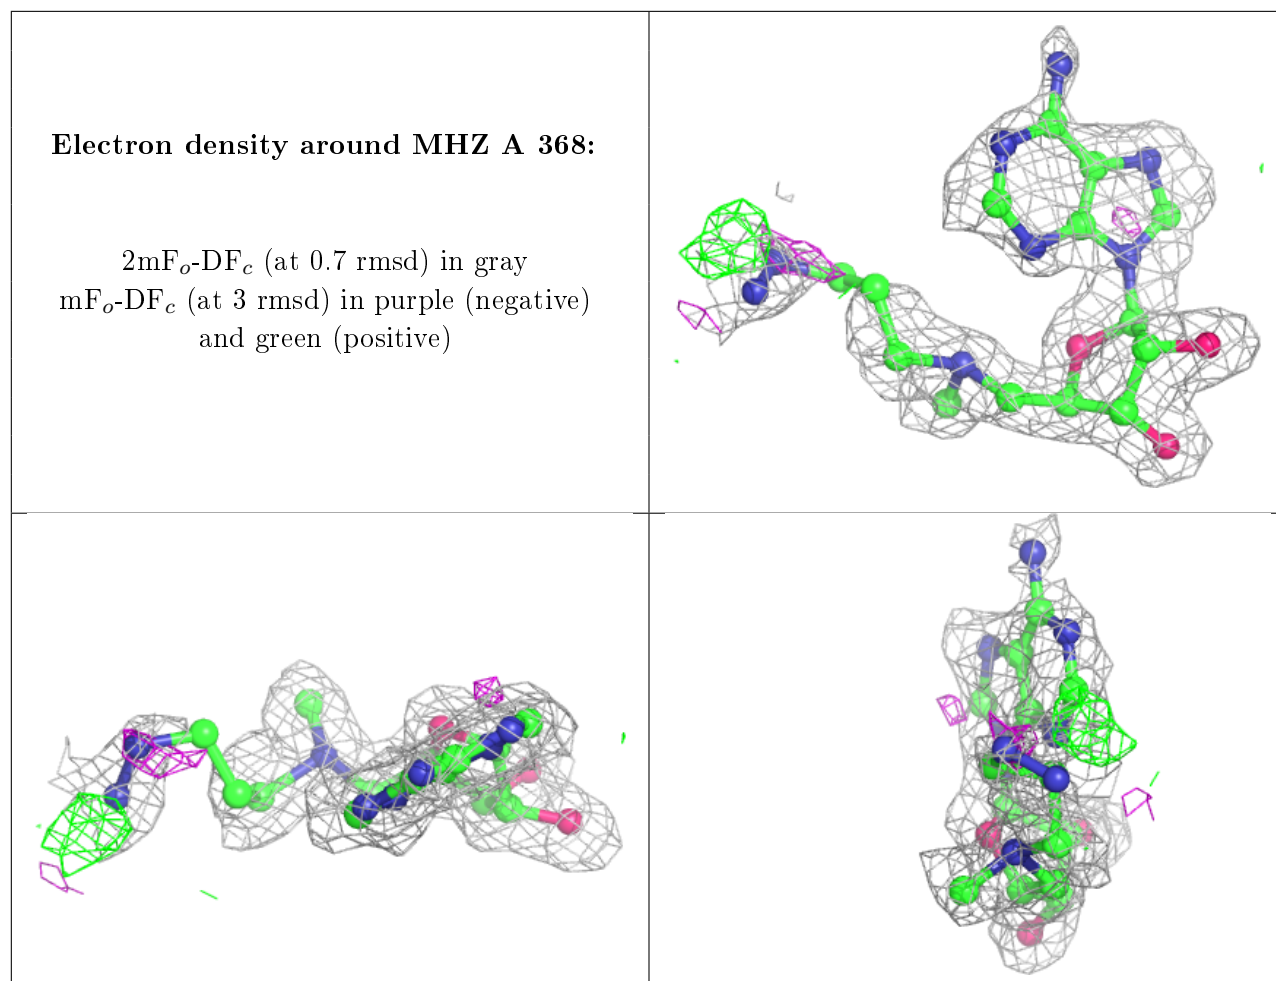 Electron density around MHZ A 368:
2mFo-DFc (at 0.7 rmsd) in gray
mFo-DFc (at 3 rmsd) in purple (negative)
and green (positive)